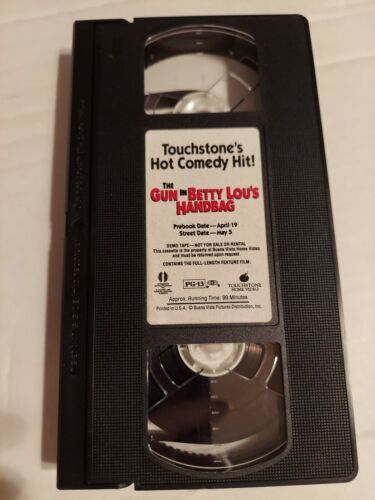 Touchstone's
Hot Comedy Hit!
THE
GUN IN BETTY LOU'S
HANDBAG
Prebook Date—April 19
Street Date—May 5
DEMO TAPE—NOT FOR SALE OR RENTAL
This cassette is the property of Buena Vista Home Video
and must be returned upon request.
CONTAINS THE FULL-LENGTH FEATURE FILM.
PG-13
TOUCHSTONE
HOME VIDEO
Approx. Running Time: 99 Minutes
Printed in U.S.A. © Buena Vista Pictures Distribution, Inc.